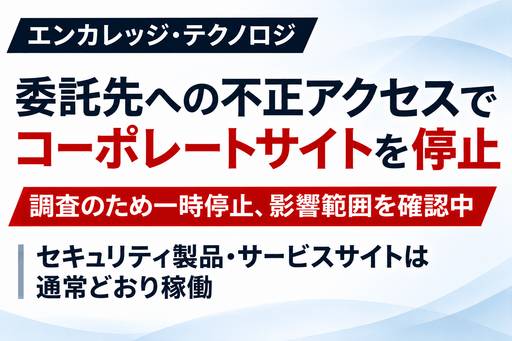 エンカレッジ・テクノロジ
委託先への不正アクセスで
コーポレートサイトを停止
調査のため一時停止、影響範囲を確認中
セキュリティ製品・サービスサイトは
通常どおり稼働